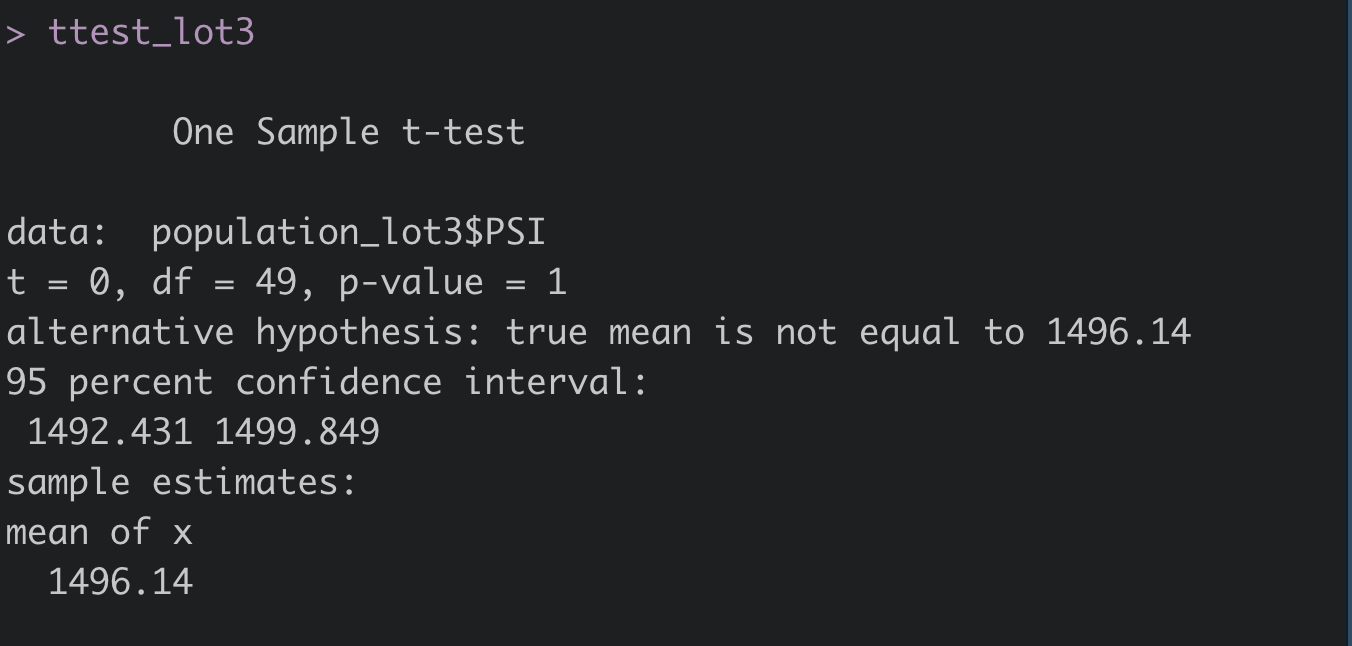 > ttest_lot3
One Sample t-test
data:  population_lot3$PSI
t = 0, df = 49, p-value = 1
alternative hypothesis: true mean is not equal to 1496.14
95 percent confidence interval:
1492.431 1499.849
sample estimates:
mean of x
1496.14